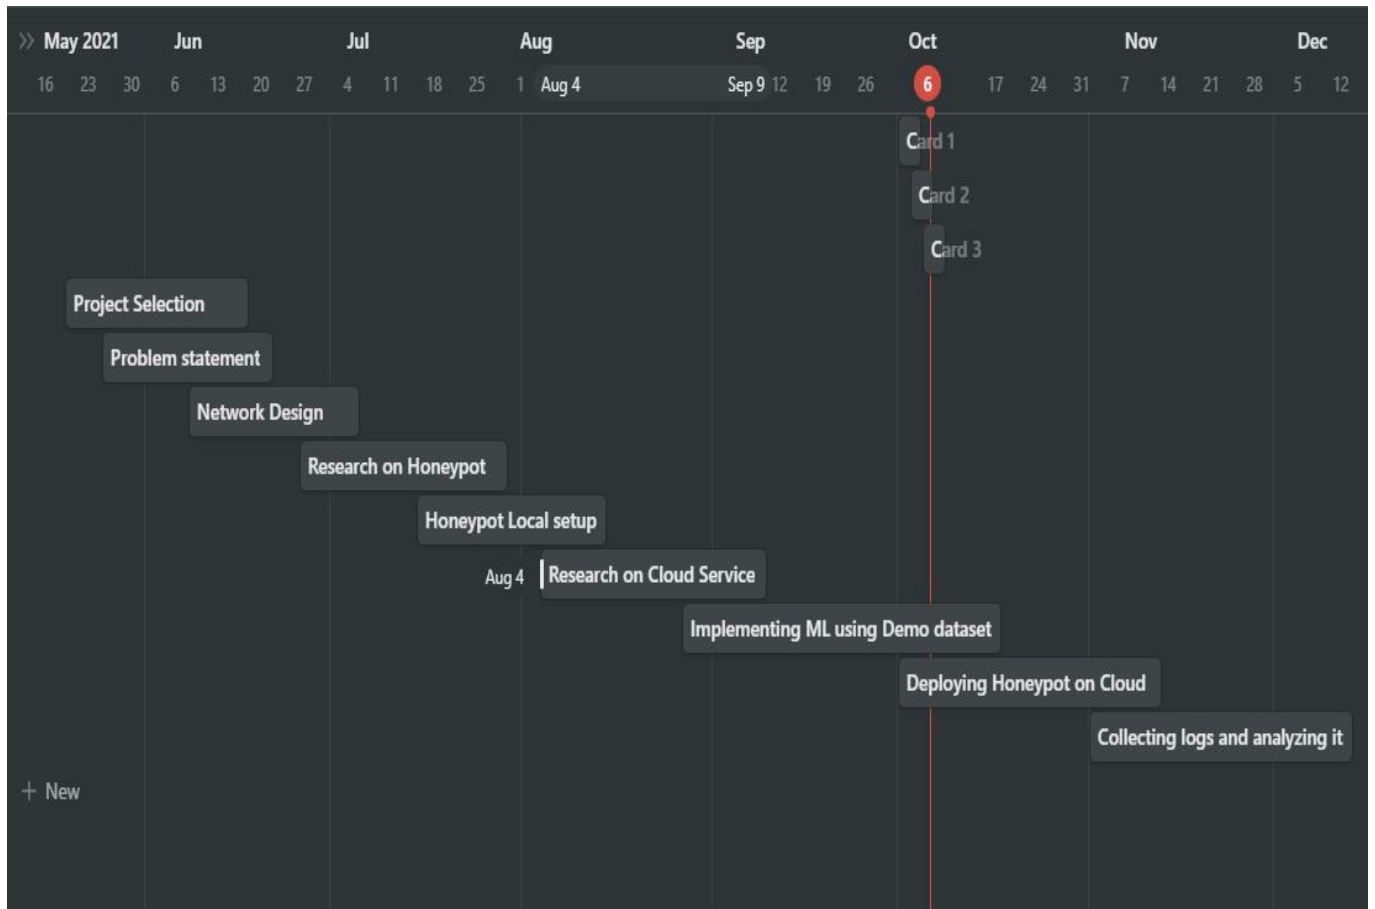 May 2021 Jun Jul Aug Sep Oct Nov Dec
16 23 30 6 13 20 27 4 11 18 25 1 Aug 4 Sep 9 12 19 26 6 17 24 31 7 14 21 28 5 12
Card 1
Card 2
Card 3
Project Selection
Problem statement
Network Design
Research on Honeypot
Honeypot Local setup
Aug 4 Research on Cloud Service
Implementing ML using Demo dataset
Deploying Honeypot on Cloud
Collecting logs and analyzing it
+ New